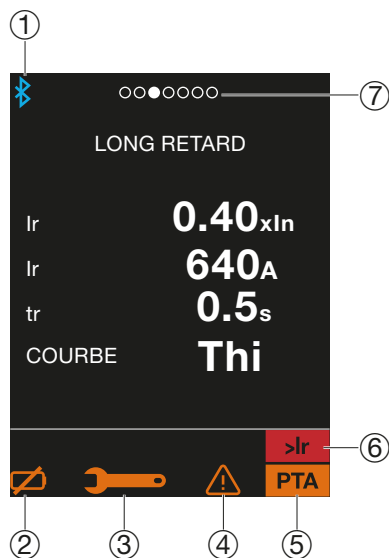 ①
⑦
LONG RETARD
Ir 0.40xIn
Ir 640A
tr 0.5s
COURBE Thi
>Ir
⑥
PTA
② ③ ④ ⑤